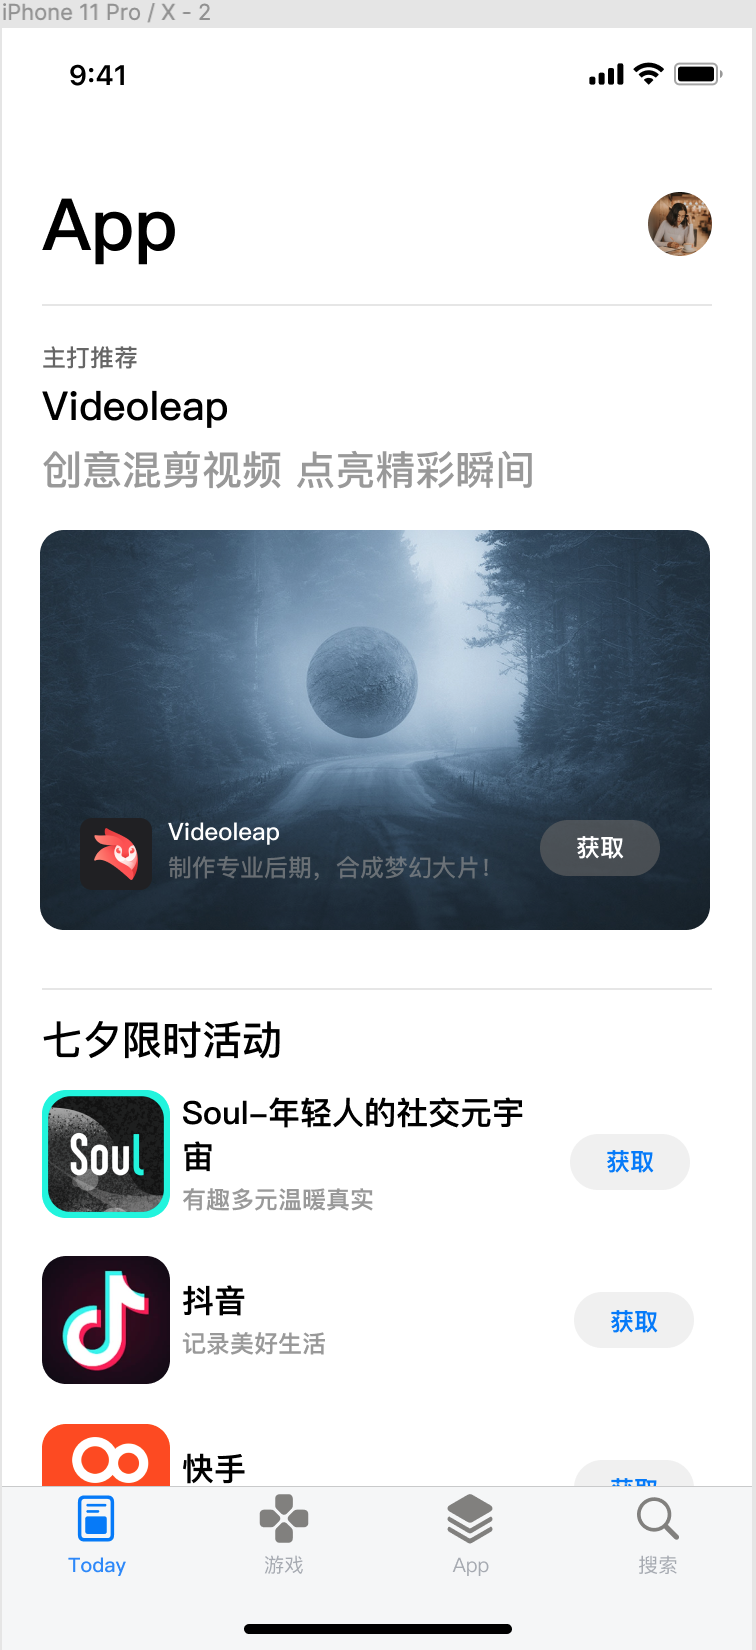 iPhone 11 Pro / X - 2
9:41
App
主打推荐
Videoleap
创意混剪视频 点亮精彩瞬间
Videoleap
制作专业后期，合成梦幻大片！
获取
七夕限时活动
Soul
Soul-年轻人的社交元宇
宙
有趣多元温暖真实
获取
抖音
记录美好生活
获取
快手
获取
Today
游戏
App
搜索